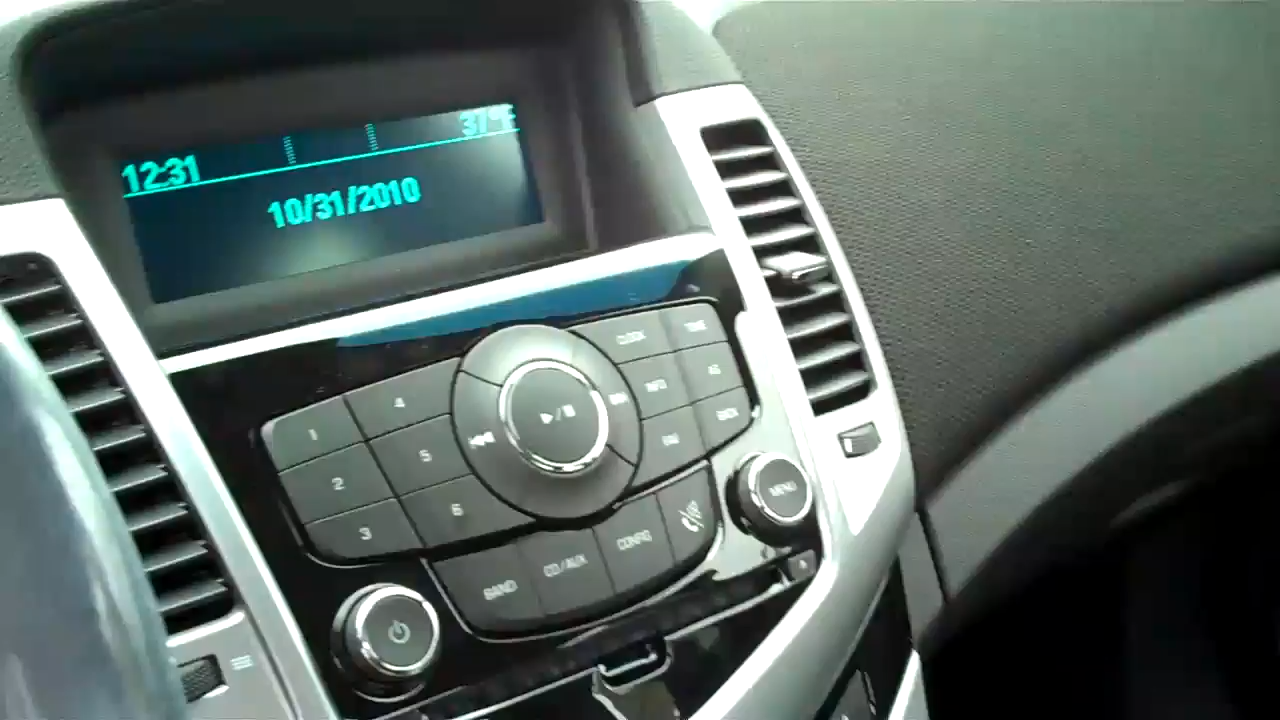 12:31 37°F
10/31/2010
CLOCK TONE
1 4 INFO AS
2 5 BACK
3 6
BAND CD/AUX CONFIG MENU